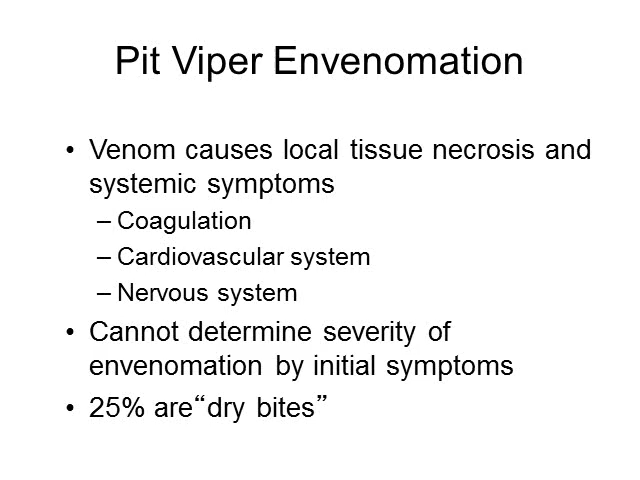 Pit Viper Envenomation
• Venom causes local tissue necrosis and
systemic symptoms
– Coagulation
– Cardiovascular system
– Nervous system
• Cannot determine severity of
envenomation by initial symptoms
• 25% are“dry bites”